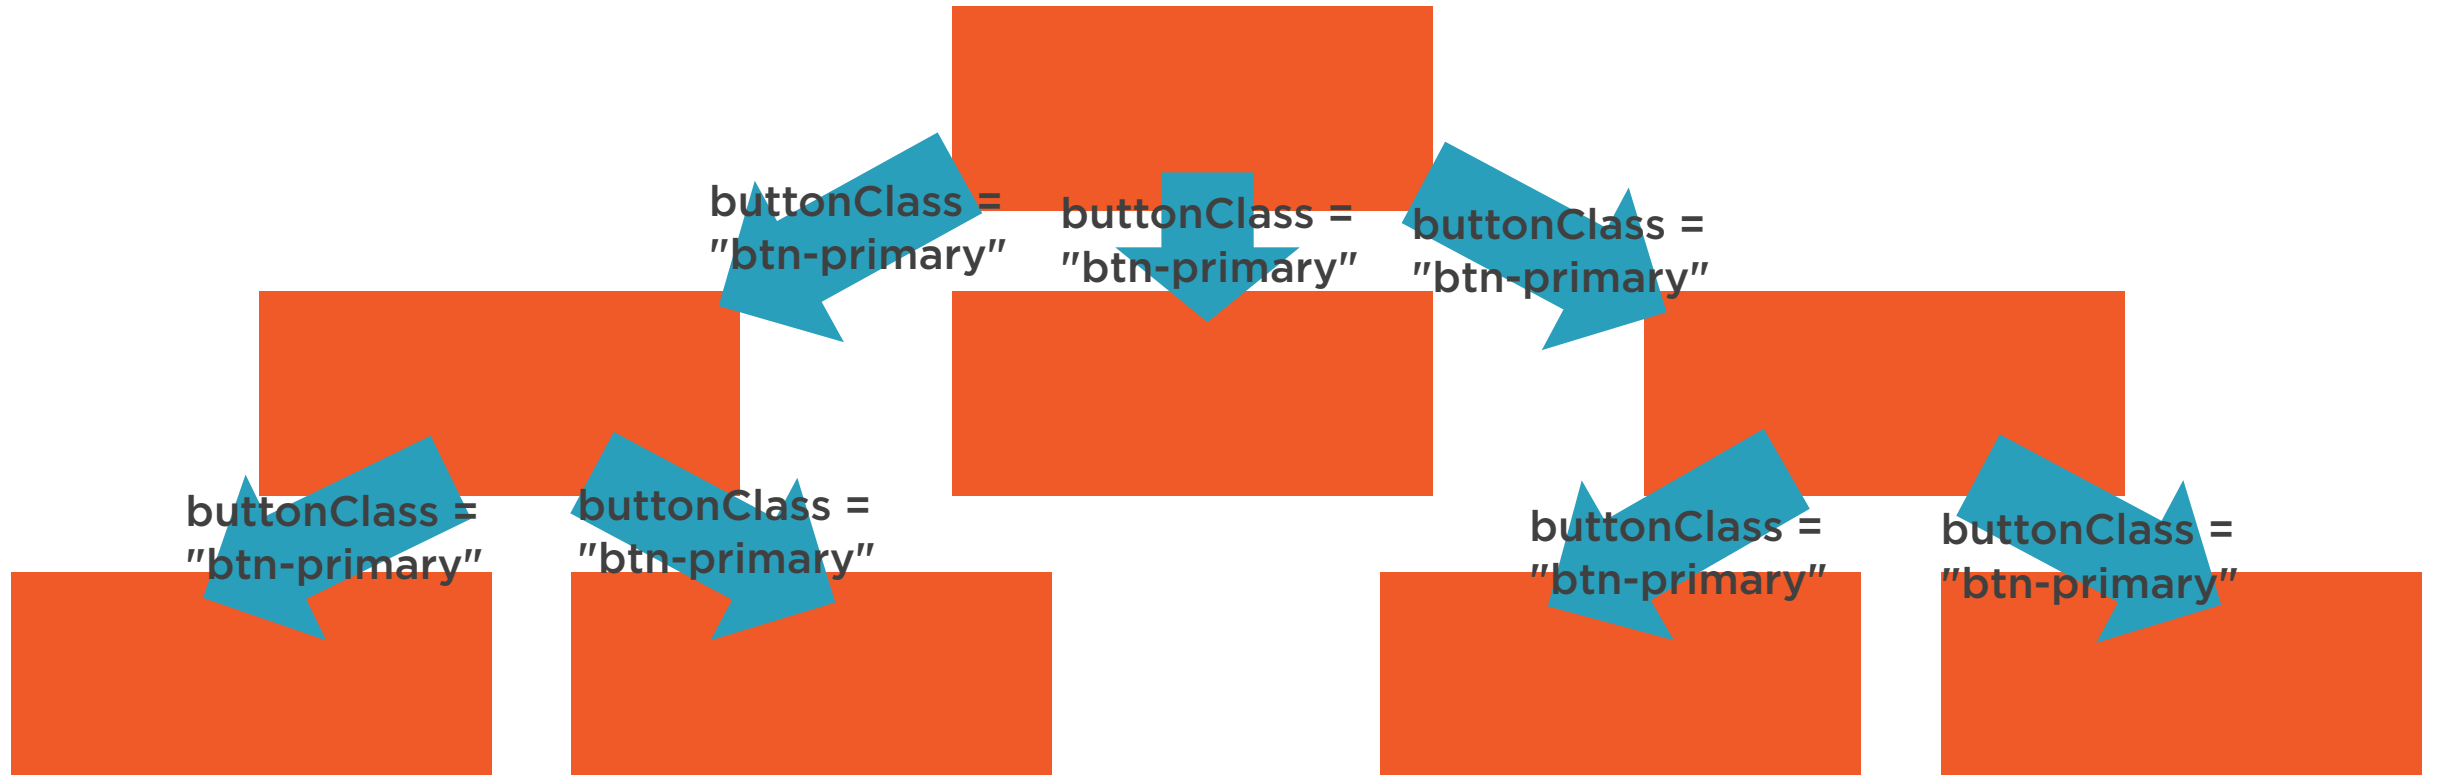 buttonClass =
"btn-primary"
buttonClass =
"btn-primary"
buttonClass =
"btn-primary"
buttonClass =
"btn-primary"
buttonClass =
"btn-primary"
buttonClass =
"btn-primary"
buttonClass =
"btn-primary"